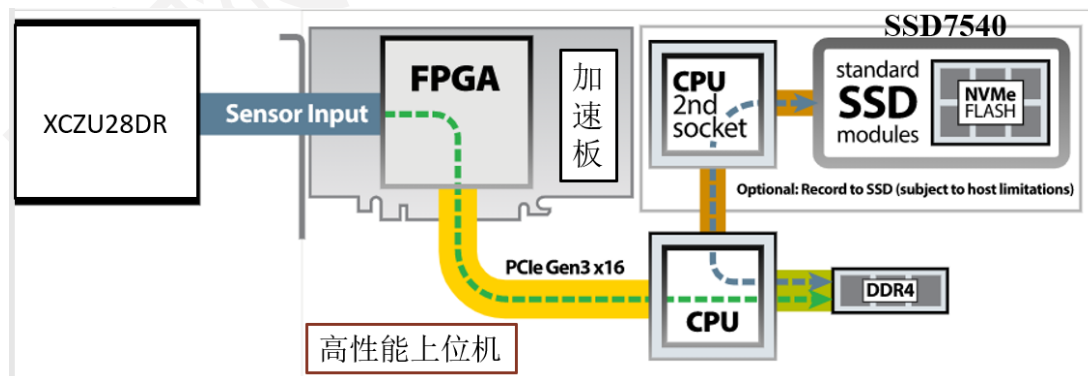 SSD7540
XCZU28DR
Sensor Input
FPGA
加
速
板
CPU
2nd
socket
standard
SSD
modules
NVMe
FLASH
Optional: Record to SSD (subject to host limitations)
PCIe Gen3 x16
CPU
DDR4
高性能上位机